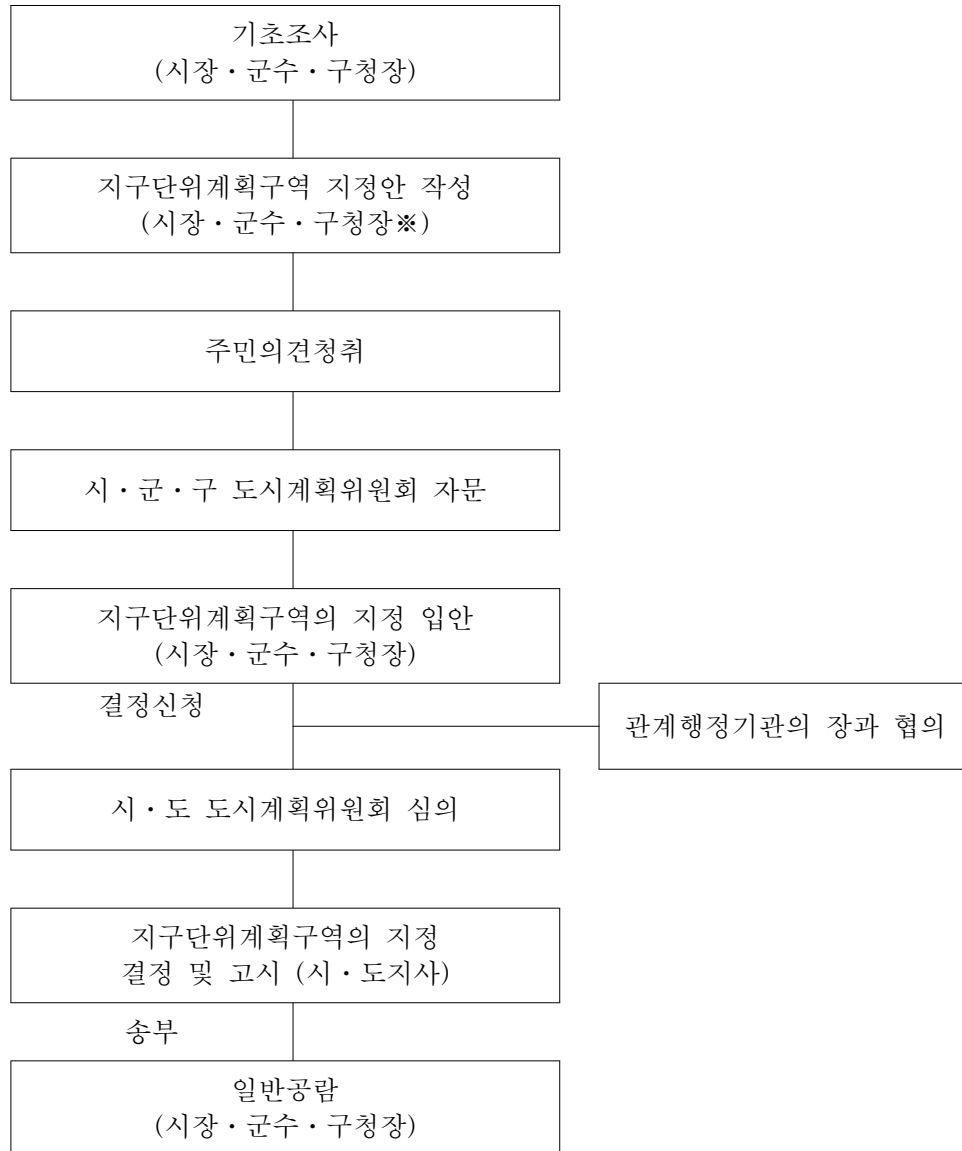 기초조사
(시장・군수・구청장)
지구단위계획구역 지정안 작성
(시장・군수・구청장※)
주민의견청취
시・군・구 도시계획위원회 자문
지구단위계획구역의 지정 입안
(시장・군수・구청장)
결정신청
관계행정기관의 장과 협의
시・도 도시계획위원회 심의
지구단위계획구역의 지정
결정 및 고시 (시・도지사)
송부
일반공람
(시장・군수・구청장)